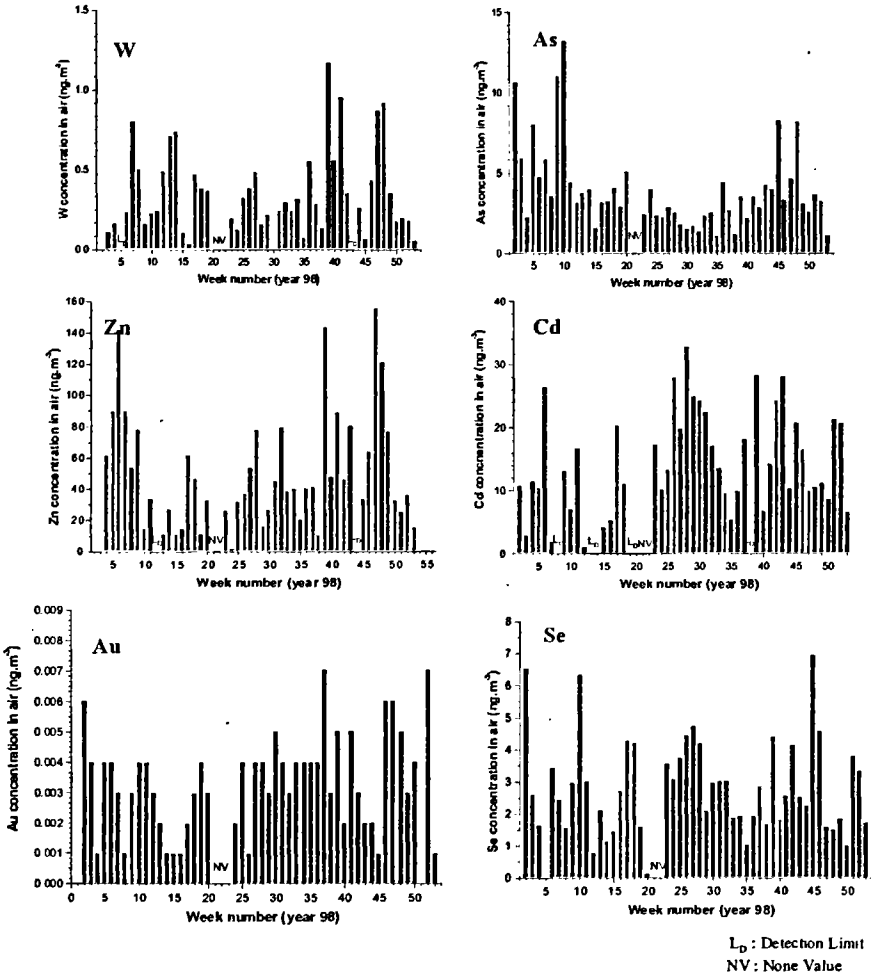 W
W concentration in air (ng.m⁻³)
1.5
1.0
0.5
0.0
L_D
NV
L_D
5 10 15 20 25 30 35 40 45 50
Week number (year 98)
As
As concentration in air (ng.m⁻³)
15
10
5
0
NV
5 10 15 20 25 30 35 40 45 50
Week number (year 98)
Zn
Zn concentration in air (ng.m⁻³)
160
140
120
100
80
60
40
20
0
L_D
NV
5 10 15 20 25 30 35 40 45 50 55
Week number (year 98)
Cd
Cd concentration in air (ng.m⁻³)
40
30
20
10
0
L_D
L_D
L_D NV
5 10 15 20 25 30 35 40 45 50
Week number (year 98)
Au
Au concentration in air (ng.m⁻³)
0.009
0.008
0.007
0.006
0.005
0.004
0.003
0.002
0.001
0.000
NV
0 5 10 15 20 25 30 35 40 45 50
Week number (year 98)
Se
Se concentration in air (ng.m⁻³)
8
7
6
5
4
3
2
1
0
NV
5 10 15 20 25 30 35 40 45 50
Week number (year 98)
L_D : Detection Limit
NV : None Value